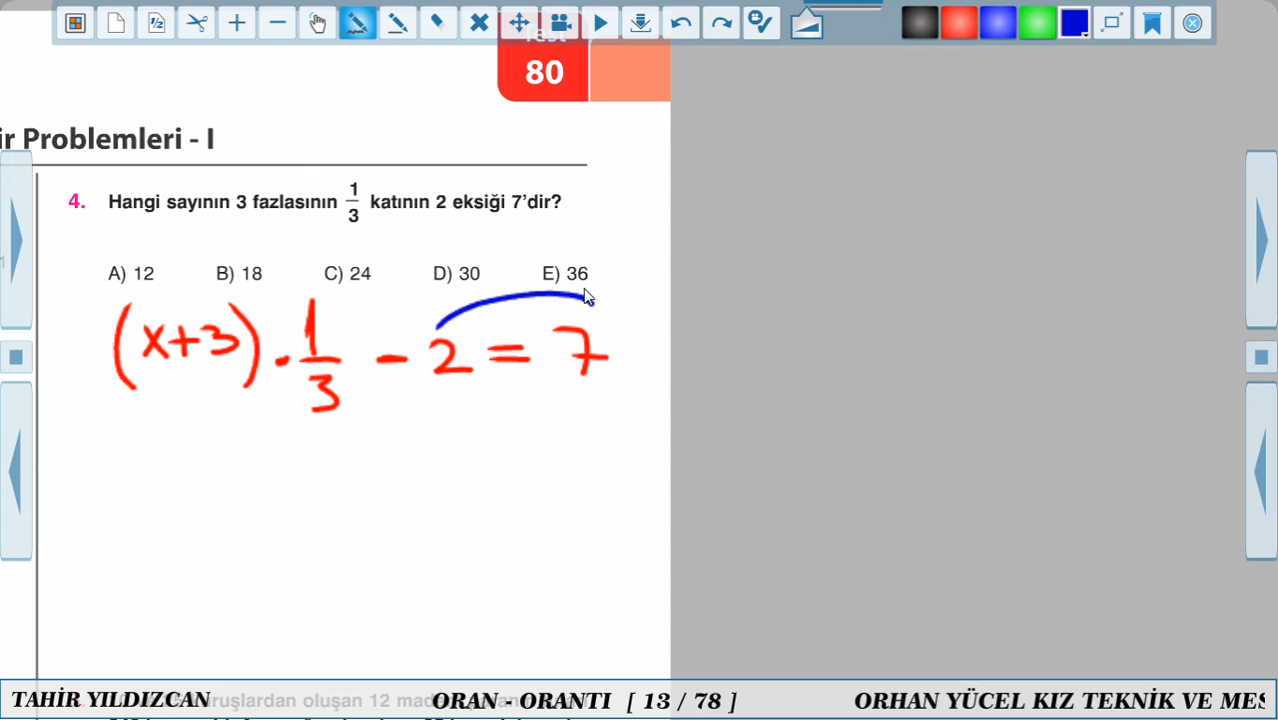 80
ir Problemleri - I
4. Hangi sayının 3 fazlasının 1/3 katının 2 eksiği 7'dir?
A) 12 B) 18 C) 24 D) 30 E) 36
(x+3) . 1/3 - 2 = 7
TAHİR YILDIZCAN ORAN - ORANTI [ 13 / 78 ] ORHAN YÜCEL KIZ TEKNİK VE MES